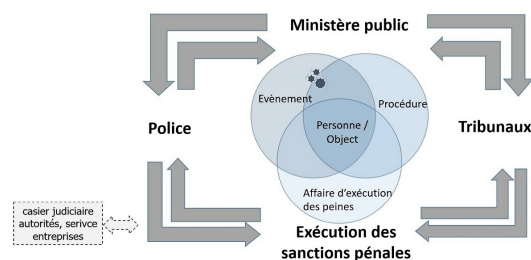 Ministère public
Evènement
Procédure
Police
Personne /
Object
Tribunaux
Affaire d'exécution
des peines
casier judiciaire
autorités, serivce
entreprises
Exécution des
sanctions pénales